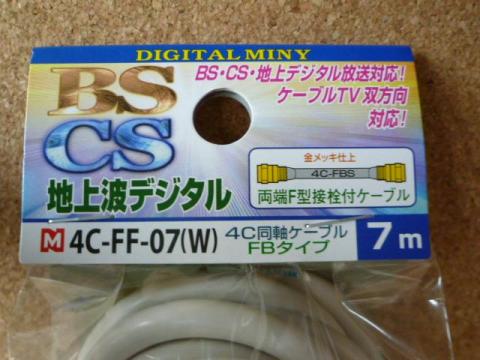 DIGITAL MINY
BS
CS
地上波デジタル
BS・CS・地上デジタル放送対応!
ケーブルTV 双方向
対応!
金メッキ仕上
4C-FBS
両端F型接栓付ケーブル
M 4C-FF-07(W)
4C同軸ケーブル
FBタイプ
7m